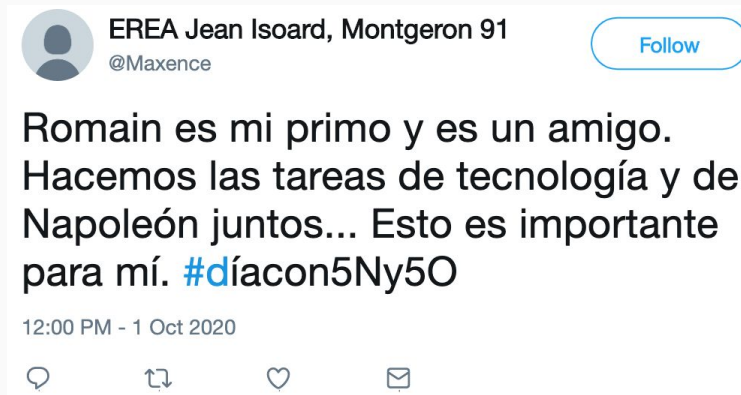 EREA Jean Isoard, Montgeron 91
@Maxence
Follow
Romain es mi primo y es un amigo.
Hacemos las tareas de tecnología y de
Napoleón juntos... Esto es importante
para mí. #díacon5Ny5O
12:00 PM - 1 Oct 2020